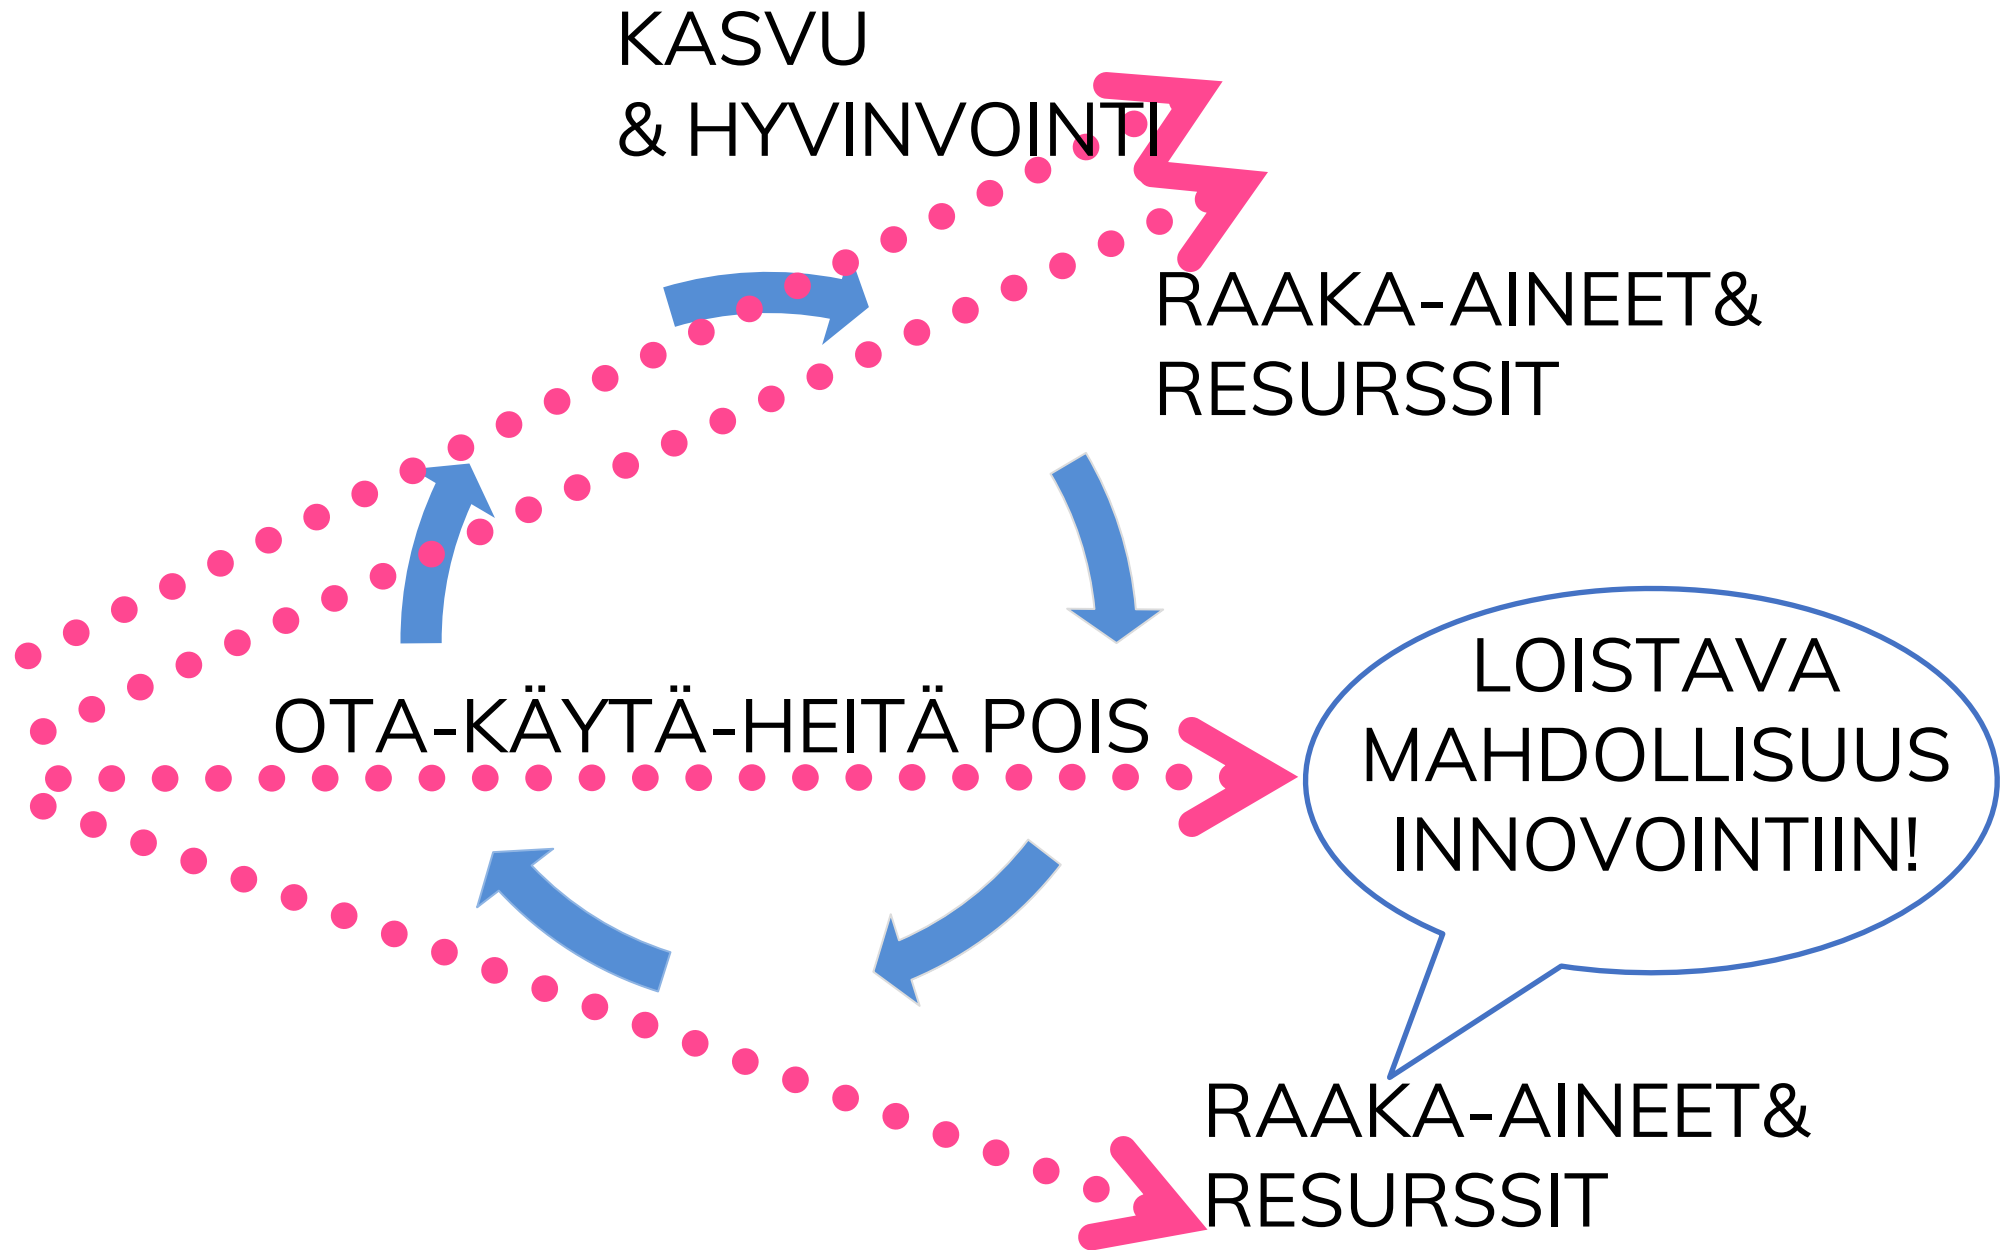 KASVU
& HYVINVOINTI
RAAKA-AINEET&
RESURSSIT
OTA-KÄYTÄ-HEITÄ POIS
LOISTAVA
MAHDOLLISUUS
INNOVOINTIIN!
RAAKA-AINEET&
RESURSSIT